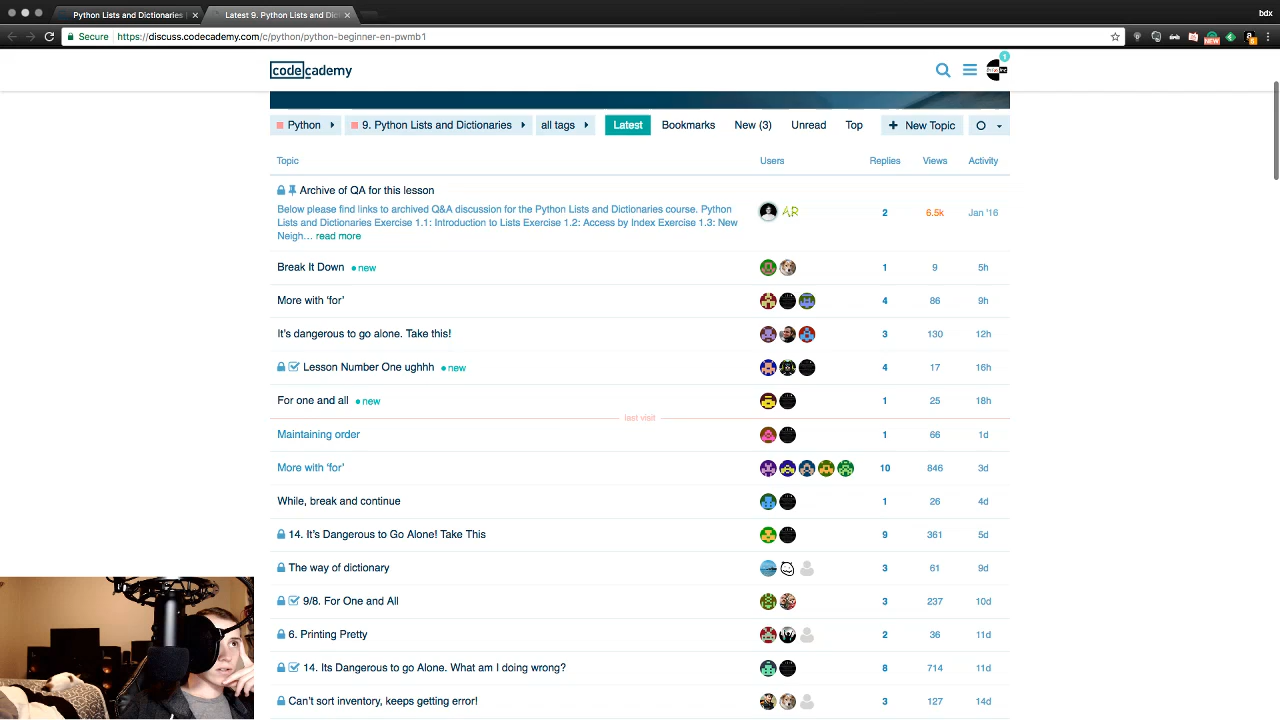 Python Lists and Dictionaries
Latest 9. Python Lists and Dic
bdx
Secure
https://discuss.codecademy.com/c/python/python-beginner-en-pwmb1
NEW
codecademy
1
Python
9. Python Lists and Dictionaries
all tags
Latest
Bookmarks
New (3)
Unread
Top
New Topic
Topic
Users
Replies
Views
Activity
Archive of QA for this lesson
Below please find links to archived Q&A discussion for the Python Lists and Dictionaries course. Python
Lists and Dictionaries Exercise 1.1: Introduction to Lists Exercise 1.2: Access by Index Exercise 1.3: New
Neigh… read more
AR
2
6.5k
Jan '16
Break It Down
new
1
9
5h
More with ‘for’
4
86
9h
It’s dangerous to go alone. Take this!
3
130
12h
Lesson Number One ughhh
new
4
17
16h
For one and all
new
1
25
18h
last visit
Maintaining order
1
66
1d
More with ‘for’
10
846
3d
While, break and continue
1
26
4d
14. It’s Dangerous to Go Alone! Take This
9
361
5d
The way of dictionary
3
61
9d
9/8. For One and All
3
237
10d
6. Printing Pretty
2
36
11d
14. Its Dangerous to go Alone. What am I doing wrong?
8
714
11d
Can’t sort inventory, keeps getting error!
3
127
14d